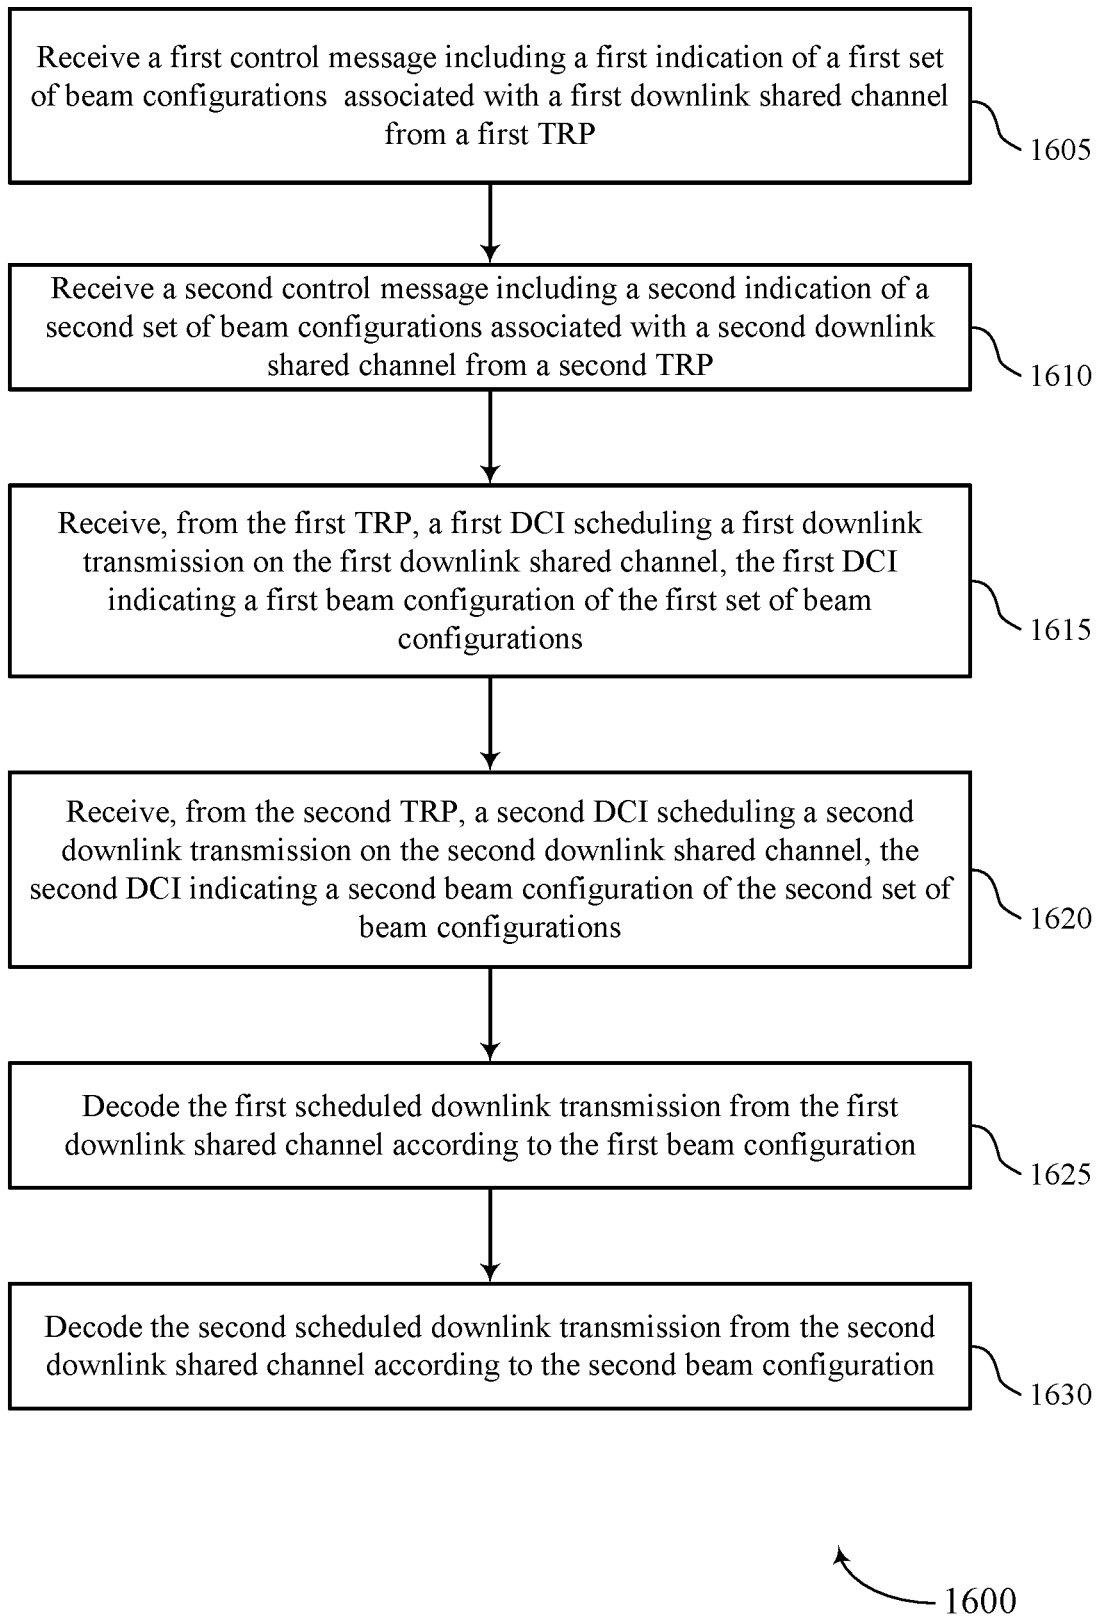 Receive a first control message including a first indication of a first set
of beam configurations associated with a first downlink shared channel
from a first TRP
1605
Receive a second control message including a second indication of a
second set of beam configurations associated with a second downlink
shared channel from a second TRP
1610
Receive, from the first TRP, a first DCI scheduling a first downlink
transmission on the first downlink shared channel, the first DCI
indicating a first beam configuration of the first set of beam
configurations
1615
Receive, from the second TRP, a second DCI scheduling a second
downlink transmission on the second downlink shared channel, the
second DCI indicating a second beam configuration of the second set of
beam configurations
1620
Decode the first scheduled downlink transmission from the first
downlink shared channel according to the first beam configuration
1625
Decode the second scheduled downlink transmission from the second
downlink shared channel according to the second beam configuration
1630
1600